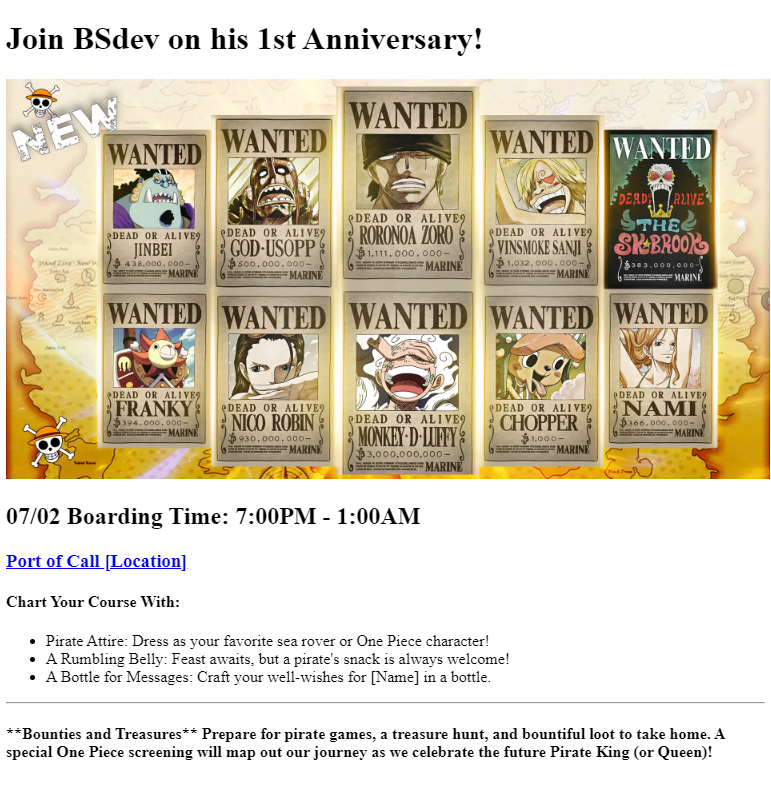 Join BSdev on his 1st Anniversary!
NEW
WANTED
DEAD OR ALIVE
JINBEI
438,000,000-
MARINE
WANTED
DEAD OR ALIVE
GOD·USOPP
500,000,000-
MARINE
WANTED
DEAD OR ALIVE
RORONOA ZORO
1,111,000,000-
MARINE
WANTED
DEAD OR ALIVE
VINSMOKE SANJI
1,032,000,000-
MARINE
WANTED
DEAD OR ALIVE
THE
383,000,000-
MARINE
WANTED
DEAD OR ALIVE
FRANKY
394,000,000-
MARINE
WANTED
DEAD OR ALIVE
NICO ROBIN
930,000,000-
MARINE
WANTED
DEAD OR ALIVE
MONKEY·D·LUFFY
3,000,000,000-
MARINE
WANTED
DEAD OR ALIVE
CHOPPER
1,000-
MARINE
WANTED
DEAD OR ALIVE
NAMI
366,000,000-
MARINE
07/02 Boarding Time: 7:00PM - 1:00AM
Port of Call [Location]
Chart Your Course With:
Pirate Attire: Dress as your favorite sea rover or One Piece character!
A Rumbling Belly: Feast awaits, but a pirate's snack is always welcome!
A Bottle for Messages: Craft your well-wishes for [Name] in a bottle.
**Bounties and Treasures** Prepare for pirate games, a treasure hunt, and bountiful loot to take home. A
special One Piece screening will map out our journey as we celebrate the future Pirate King (or Queen)!